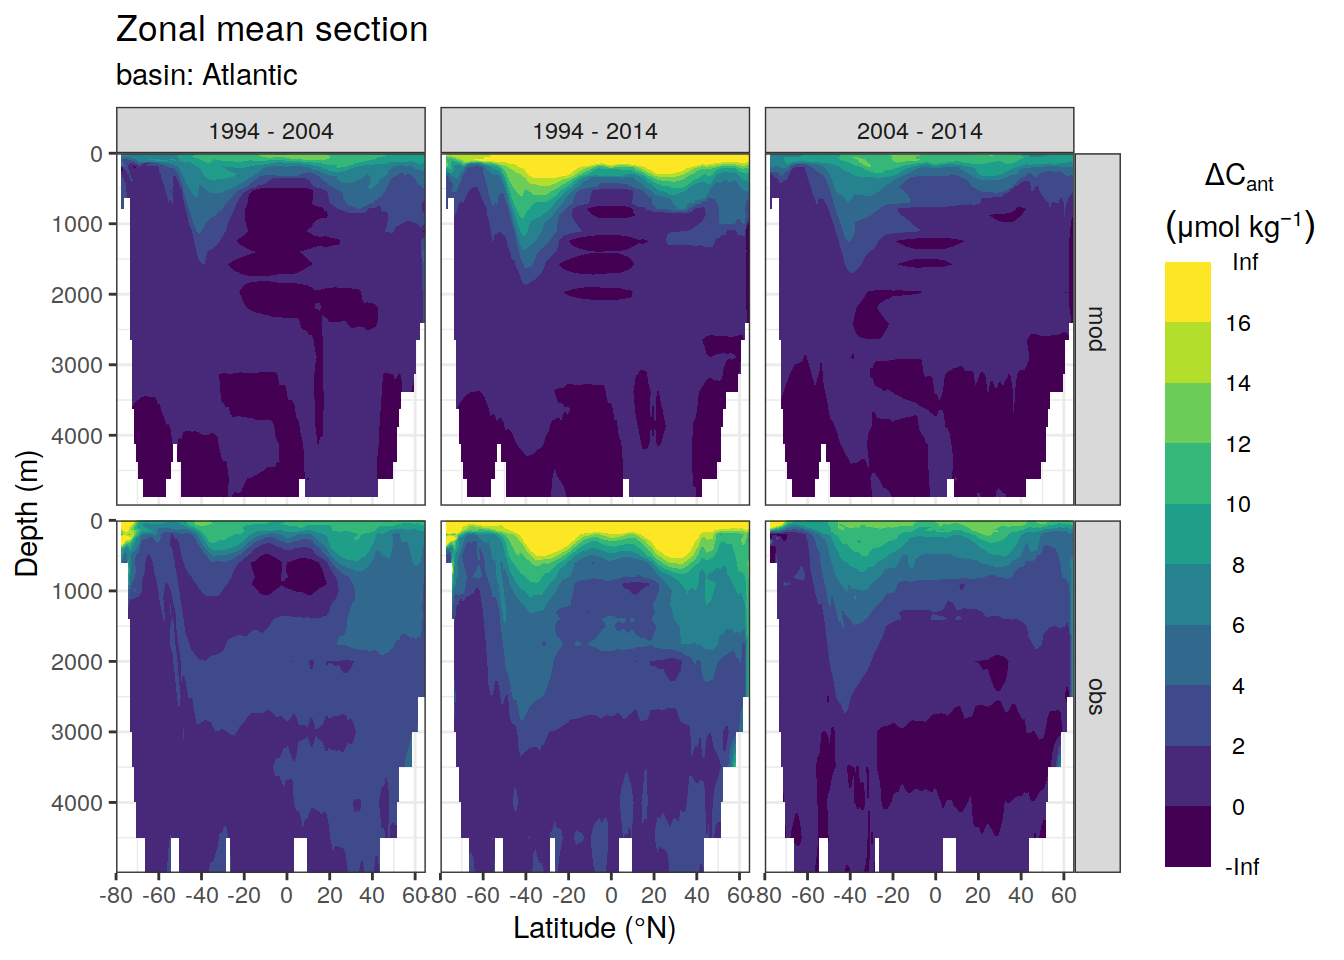 Zonal mean section
basin: Atlantic
1994 - 2004
1994 - 2014
2004 - 2014
0
1000
2000
3000
4000
mod
0
1000
2000
3000
4000
obs
Depth (m)
-80 -60 -40 -20 0 20 40 60
-80 -60 -40 -20 0 20 40 60
-80 -60 -40 -20 0 20 40 60
Latitude (°N)
ΔCant
(μmol kg⁻¹)
Inf
16
14
12
10
8
6
4
2
0
-Inf